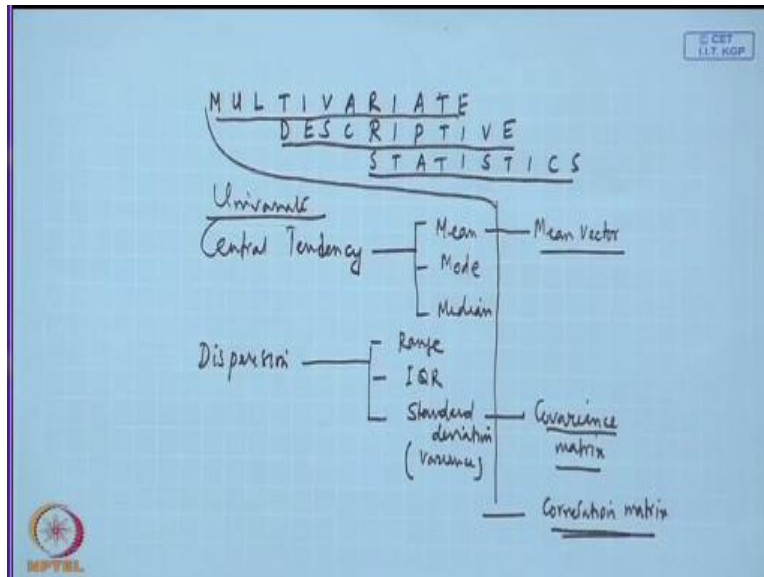 © CET
I.I.T. KGP
MULTIVARIATE
DESCRIPTIVE
STATISTICS
Univariate
Central Tendency
Mean
Mean Vector
Mode
Median
Dispersion
Range
IQR
Standard
deviation
(Variance)
Covariance
matrix
Correlation matrix
NPTEL